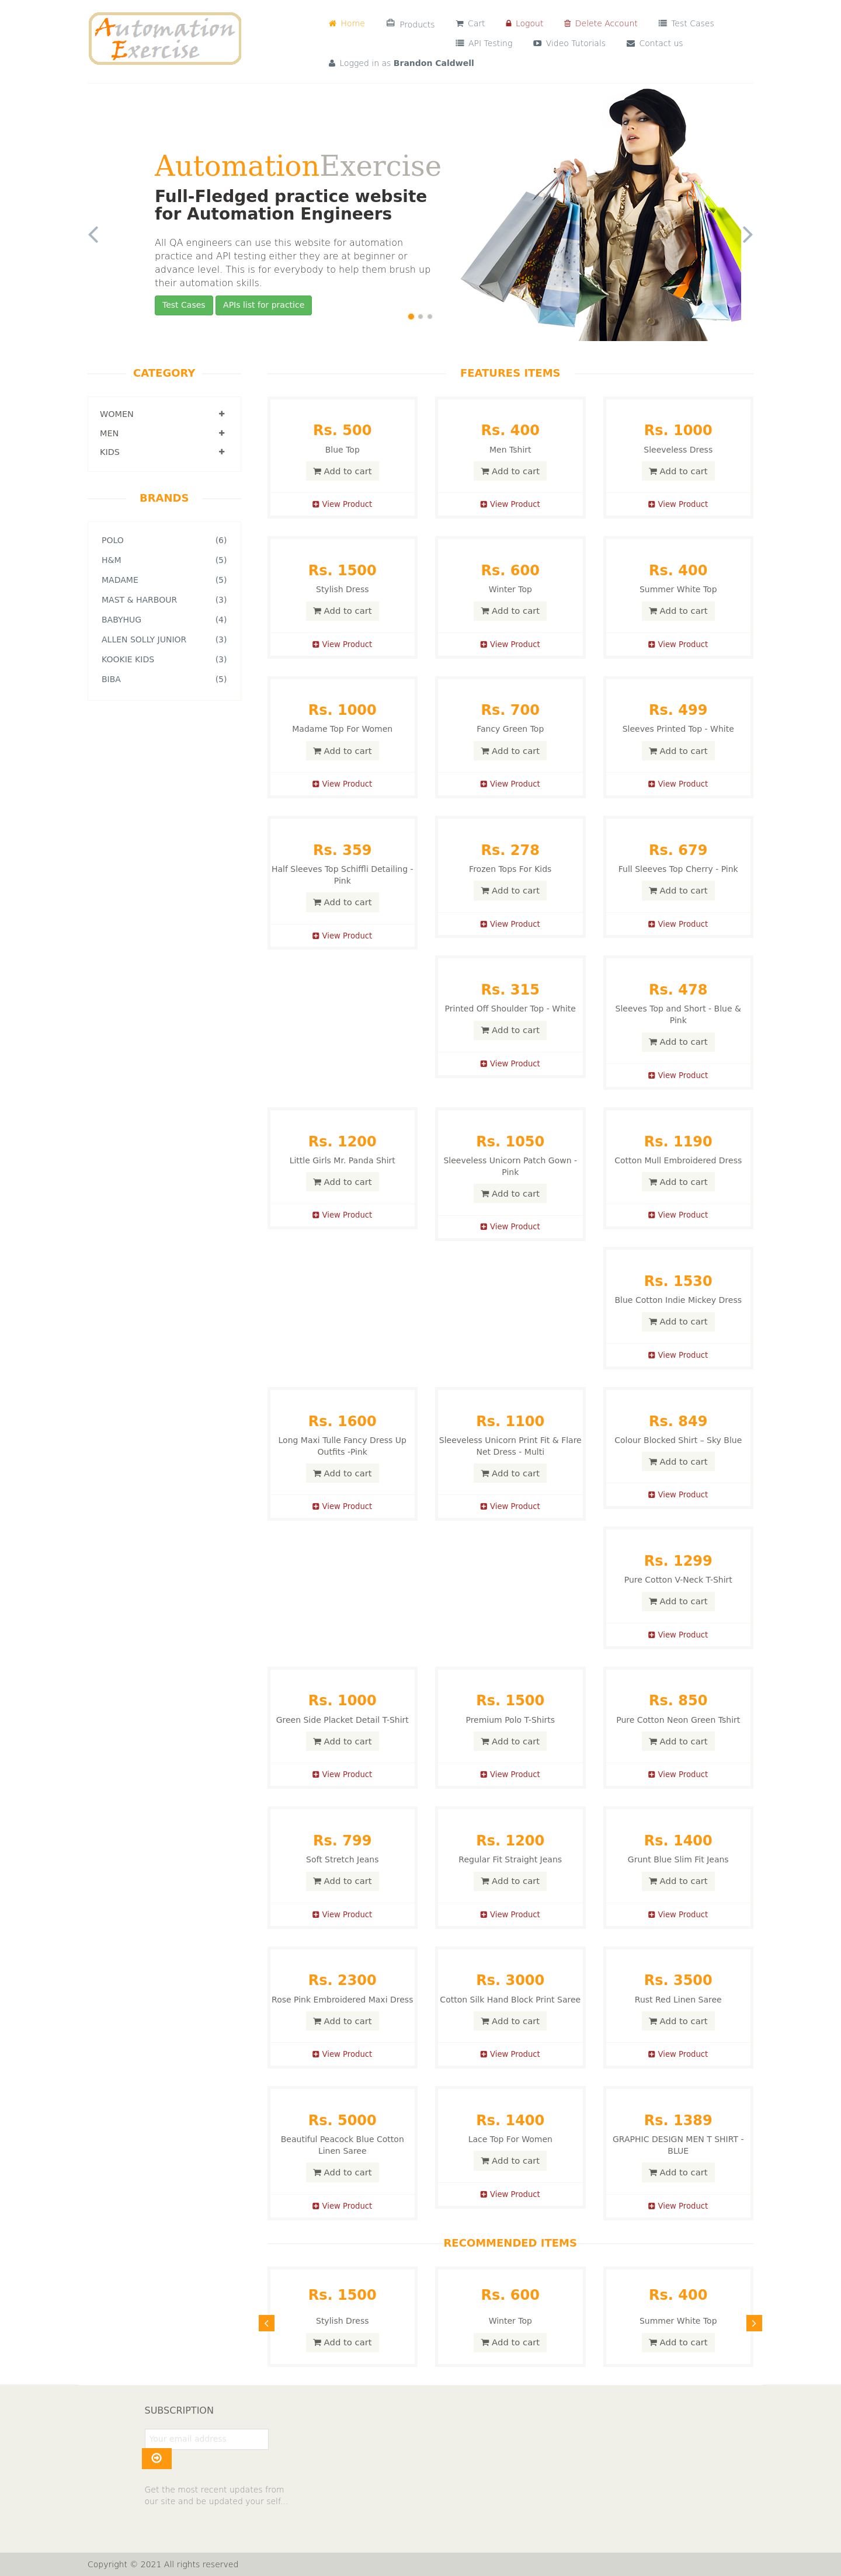 Automation
Exercise
Home
Products
Cart
Logout
Delete Account
Test Cases
API Testing
Video Tutorials
Contact us
Logged in as Brandon Caldwell
AutomationExercise
Full-Fledged practice website
for Automation Engineers
All QA engineers can use this website for automation
practice and API testing either they are at beginner or
advance level. This is for everybody to help them brush up
their automation skills.
Test Cases
APIs list for practice
CATEGORY
WOMEN
MEN
KIDS
BRANDS
POLO (6)
H&M (5)
MADAME (5)
MAST & HARBOUR (3)
BABYHUG (4)
ALLEN SOLLY JUNIOR (3)
KOOKIE KIDS (3)
BIBA (5)
FEATURES ITEMS
Rs. 500
Blue Top
Add to cart
View Product
Rs. 400
Men Tshirt
Add to cart
View Product
Rs. 1000
Sleeveless Dress
Add to cart
View Product
Rs. 1500
Stylish Dress
Add to cart
View Product
Rs. 600
Winter Top
Add to cart
View Product
Rs. 400
Summer White Top
Add to cart
View Product
Rs. 1000
Madame Top For Women
Add to cart
View Product
Rs. 700
Fancy Green Top
Add to cart
View Product
Rs. 499
Sleeves Printed Top - White
Add to cart
View Product
Rs. 359
Half Sleeves Top Schiffli Detailing -
Pink
Add to cart
View Product
Rs. 278
Frozen Tops For Kids
Add to cart
View Product
Rs. 679
Full Sleeves Top Cherry - Pink
Add to cart
View Product
Rs. 315
Printed Off Shoulder Top - White
Add to cart
View Product
Rs. 478
Sleeves Top and Short - Blue &
Pink
Add to cart
View Product
Rs. 1200
Little Girls Mr. Panda Shirt
Add to cart
View Product
Rs. 1050
Sleeveless Unicorn Patch Gown -
Pink
Add to cart
View Product
Rs. 1190
Cotton Mull Embroidered Dress
Add to cart
View Product
Rs. 1530
Blue Cotton Indie Mickey Dress
Add to cart
View Product
Rs. 1600
Long Maxi Tulle Fancy Dress Up
Outfits -Pink
Add to cart
View Product
Rs. 1100
Sleeveless Unicorn Print Fit & Flare
Net Dress - Multi
Add to cart
View Product
Rs. 849
Colour Blocked Shirt – Sky Blue
Add to cart
View Product
Rs. 1299
Pure Cotton V-Neck T-Shirt
Add to cart
View Product
Rs. 1000
Green Side Placket Detail T-Shirt
Add to cart
View Product
Rs. 1500
Premium Polo T-Shirts
Add to cart
View Product
Rs. 850
Pure Cotton Neon Green Tshirt
Add to cart
View Product
Rs. 799
Soft Stretch Jeans
Add to cart
View Product
Rs. 1200
Regular Fit Straight Jeans
Add to cart
View Product
Rs. 1400
Grunt Blue Slim Fit Jeans
Add to cart
View Product
Rs. 2300
Rose Pink Embroidered Maxi Dress
Add to cart
View Product
Rs. 3000
Cotton Silk Hand Block Print Saree
Add to cart
View Product
Rs. 3500
Rust Red Linen Saree
Add to cart
View Product
Rs. 5000
Beautiful Peacock Blue Cotton
Linen Saree
Add to cart
View Product
Rs. 1400
Lace Top For Women
Add to cart
View Product
Rs. 1389
GRAPHIC DESIGN MEN T SHIRT -
BLUE
Add to cart
View Product
RECOMMENDED ITEMS
Rs. 1500
Stylish Dress
Add to cart
Rs. 600
Winter Top
Add to cart
Rs. 400
Summer White Top
Add to cart
SUBSCRIPTION
Your email address
Get the most recent updates from
our site and be updated your self...
Copyright © 2021 All rights reserved